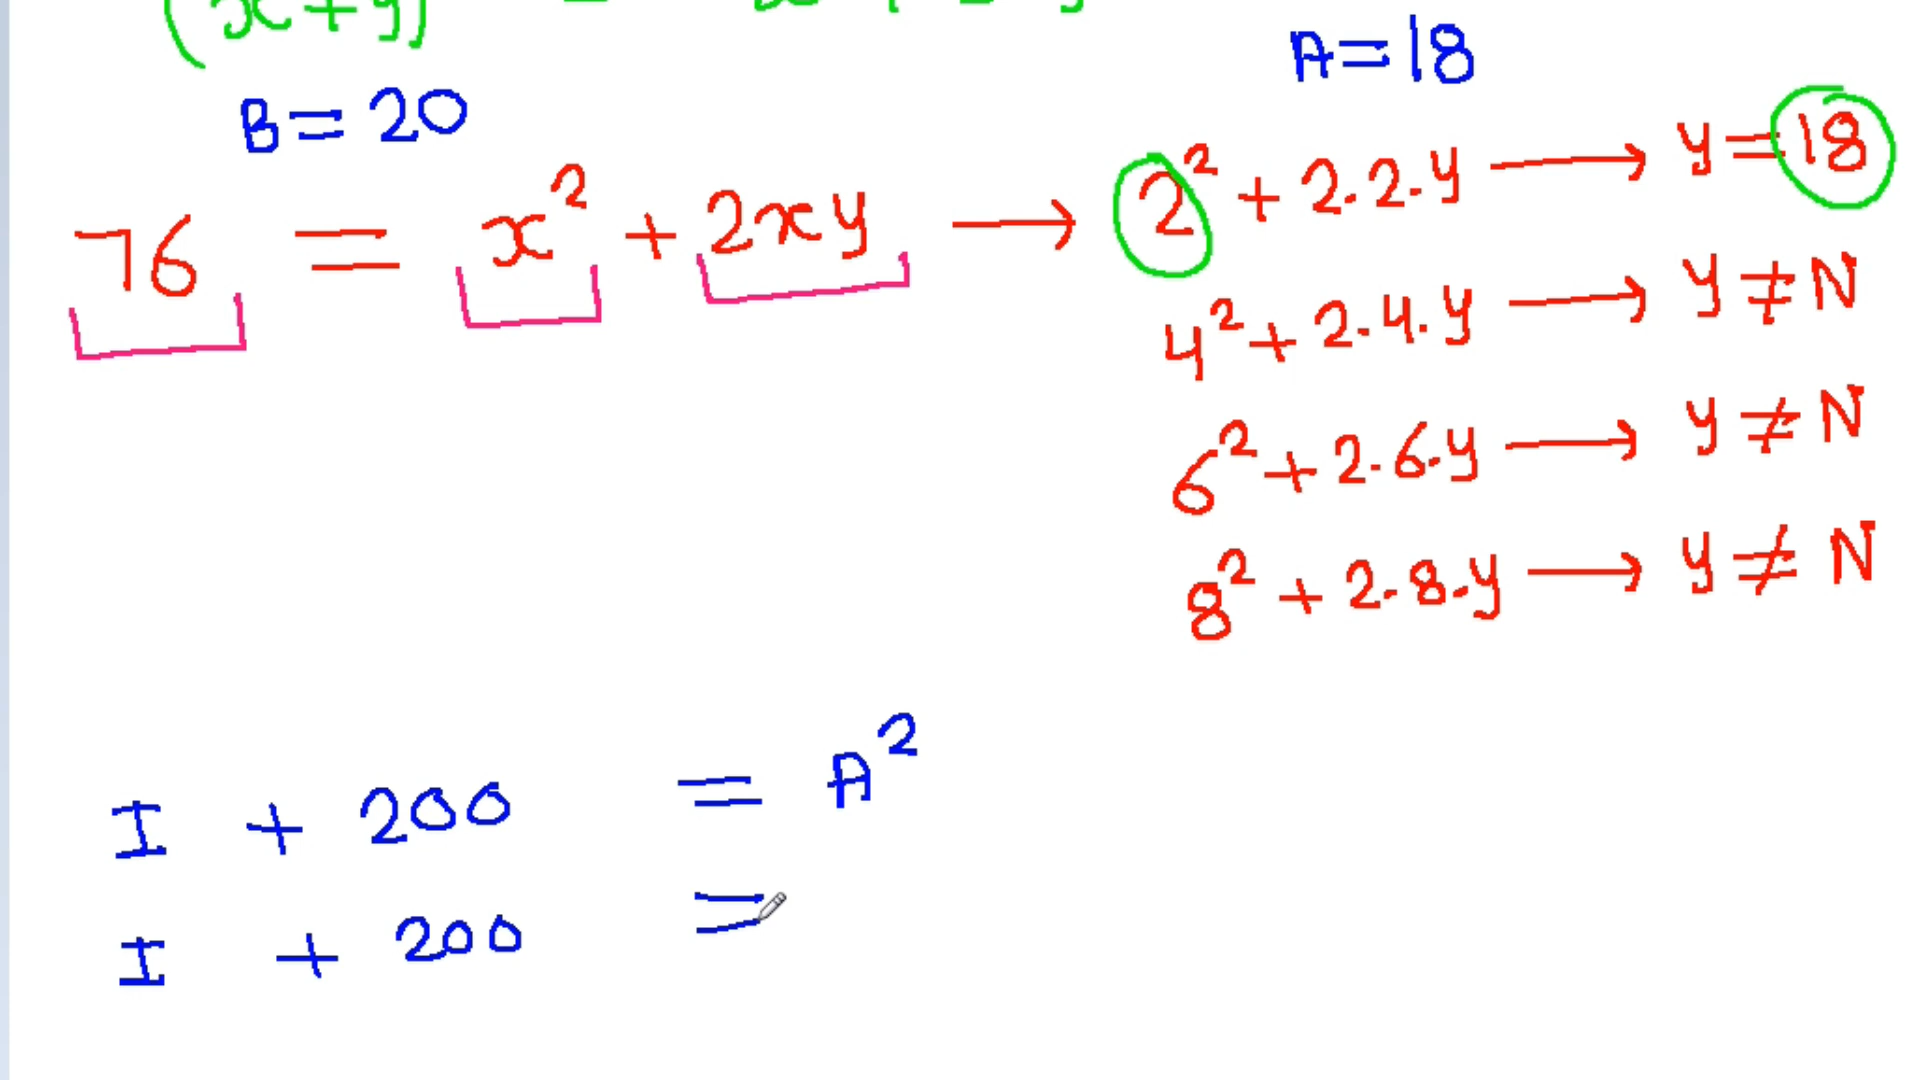 (x+y)
A=18
B=20
76 = x² + 2xy → 2² + 2.2.y → y=18
4² + 2.4.y → y ≠ N
6² + 2.6.y → y ≠ N
8² + 2.8.y → y ≠ N
I + 200 = A²
I + 200 =